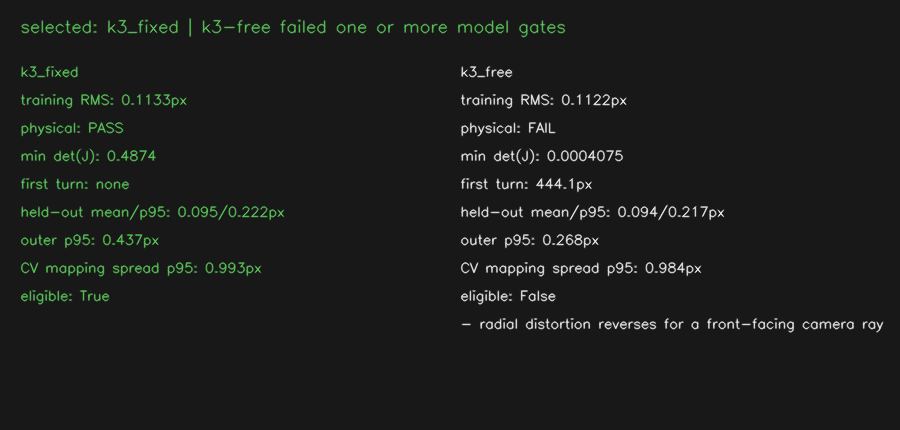 selected: k3_fixed | k3-free failed one or more model gates
k3_fixed
training RMS: 0.1133px
physical: PASS
min det(J): 0.4874
first turn: none
held-out mean/p95: 0.095/0.222px
outer p95: 0.437px
CV mapping spread p95: 0.993px
eligible: True
k3_free
training RMS: 0.1122px
physical: FAIL
min det(J): 0.0004075
first turn: 444.1px
held-out mean/p95: 0.094/0.217px
outer p95: 0.268px
CV mapping spread p95: 0.984px
eligible: False
- radial distortion reverses for a front-facing camera ray